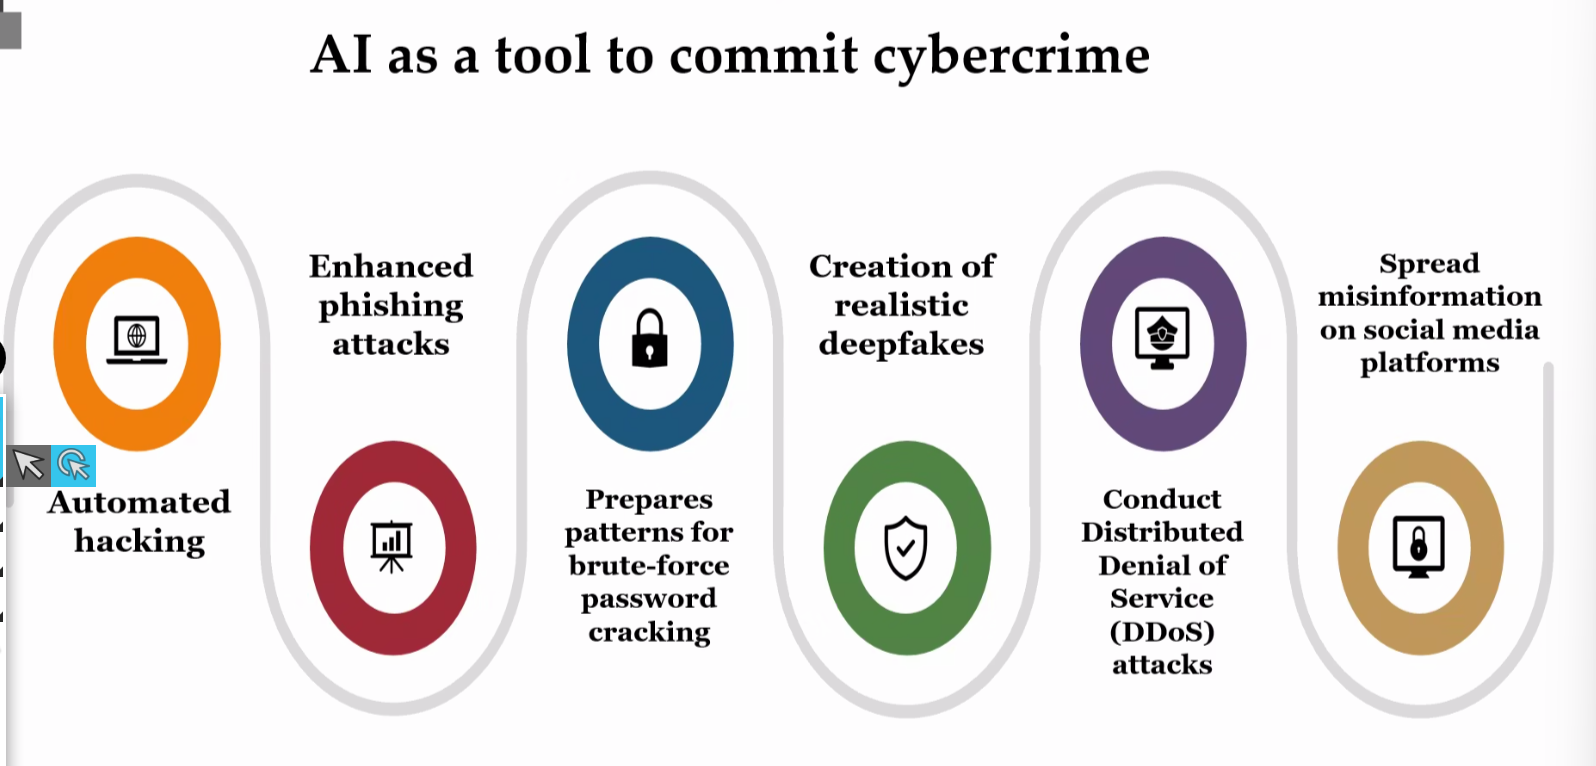 AI as a tool to commit cybercrime
Automated
hacking
Enhanced
phishing
attacks
Prepares
patterns for
brute-force
password
cracking
Creation of
realistic
deepfakes
Conduct
Distributed
Denial of
Service
(DDoS)
attacks
Spread
misinformation
on social media
platforms